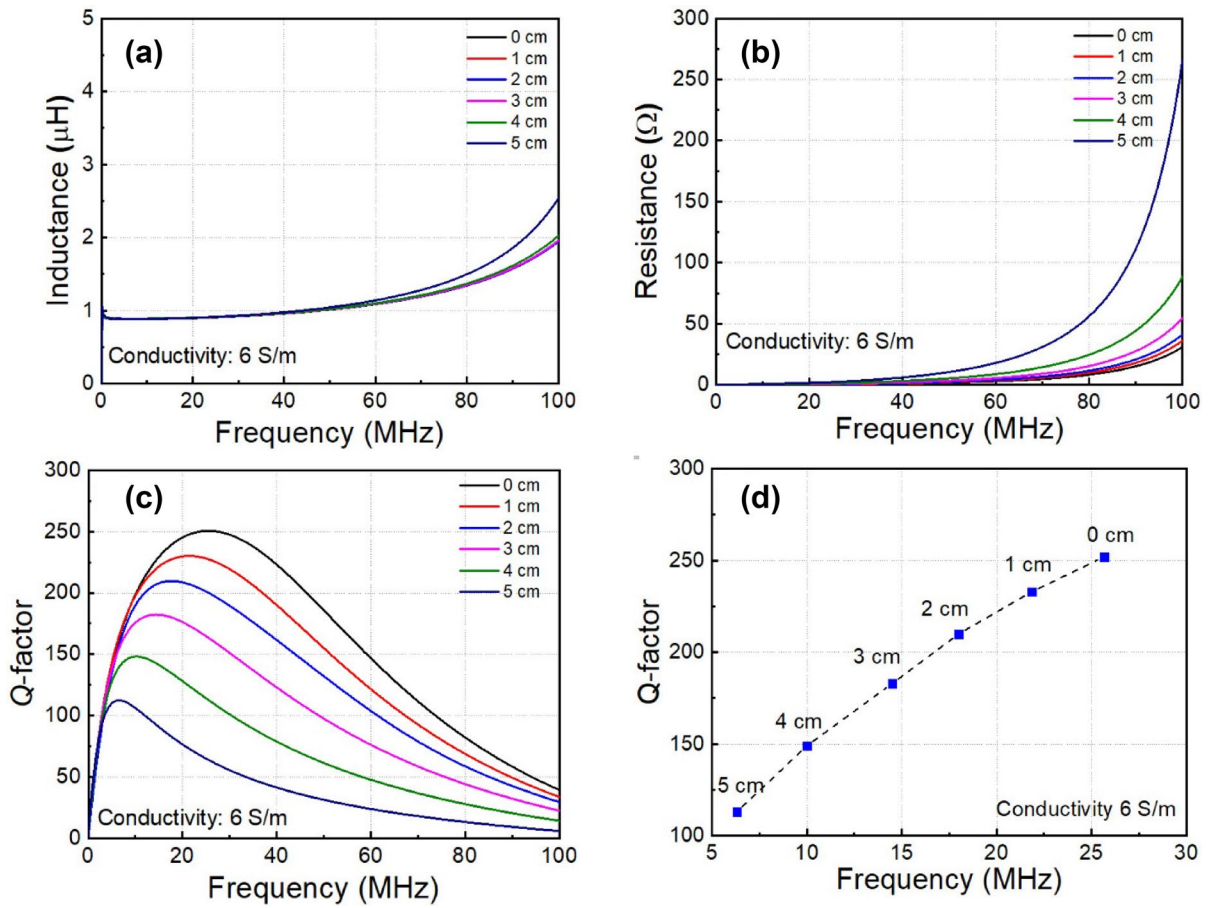 (a)
0 cm
1 cm
2 cm
3 cm
4 cm
5 cm
Inductance (μH)
5
4
3
2
1
0
Conductivity: 6 S/m
0 20 40 60 80 100
Frequency (MHz)
(b)
0 cm
1 cm
2 cm
3 cm
4 cm
5 cm
Resistance (Ω)
300
250
200
150
100
50
0
Conductivity: 6 S/m
0 20 40 60 80 100
Frequency (MHz)
(c)
0 cm
1 cm
2 cm
3 cm
4 cm
5 cm
Q-factor
300
250
200
150
100
50
0
Conductivity: 6 S/m
0 20 40 60 80 100
Frequency (MHz)
(d)
Q-factor
300
250
200
150
100
0 cm
1 cm
2 cm
3 cm
4 cm
5 cm
Conductivity 6 S/m
5 10 15 20 25 30
Frequency (MHz)